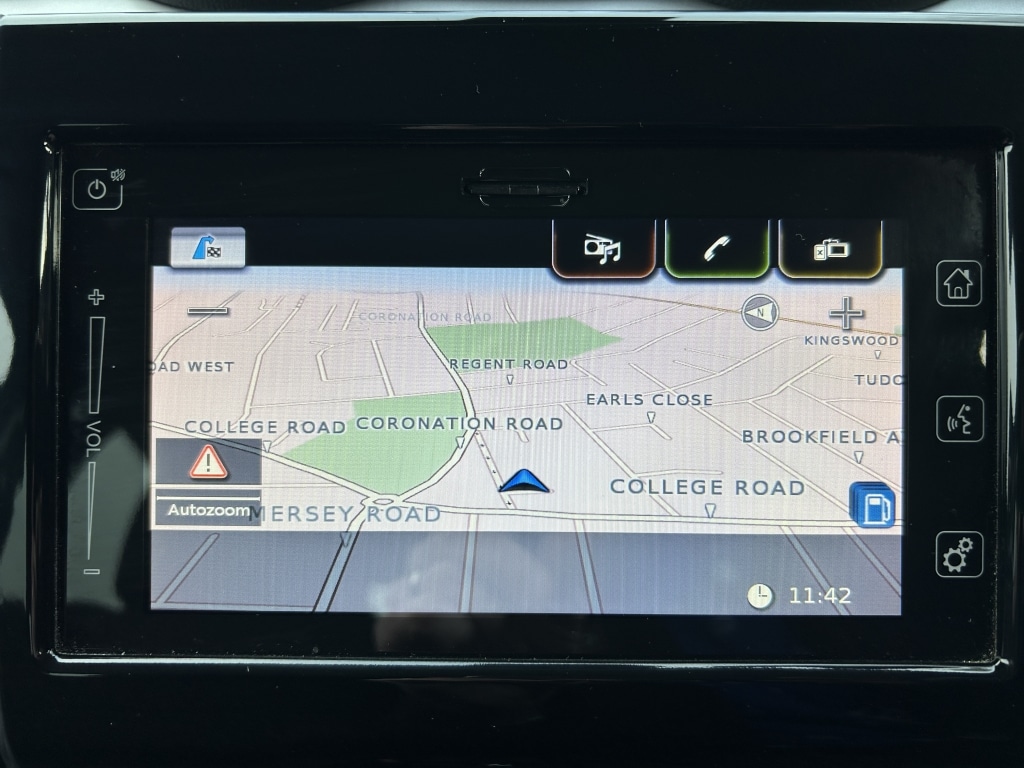 CORONATION ROAD
N
KINGSWOOD
OAD WEST
REGENT ROAD
TUDO
EARLS CLOSE
COLLEGE ROAD
CORONATION ROAD
BROOKFIELD A
VOL
COLLEGE ROAD
Autozoom
MERSEY ROAD
11:42